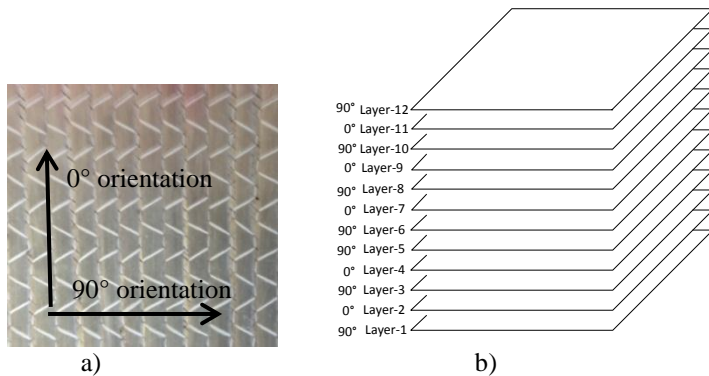 0° orientation
90° orientation
a)
90° Layer-12
0° Layer-11
90° Layer-10
0° Layer-9
90° Layer-8
0° Layer-7
90° Layer-6
90° Layer-5
0° Layer-4
90° Layer-3
0° Layer-2
90° Layer-1
b)